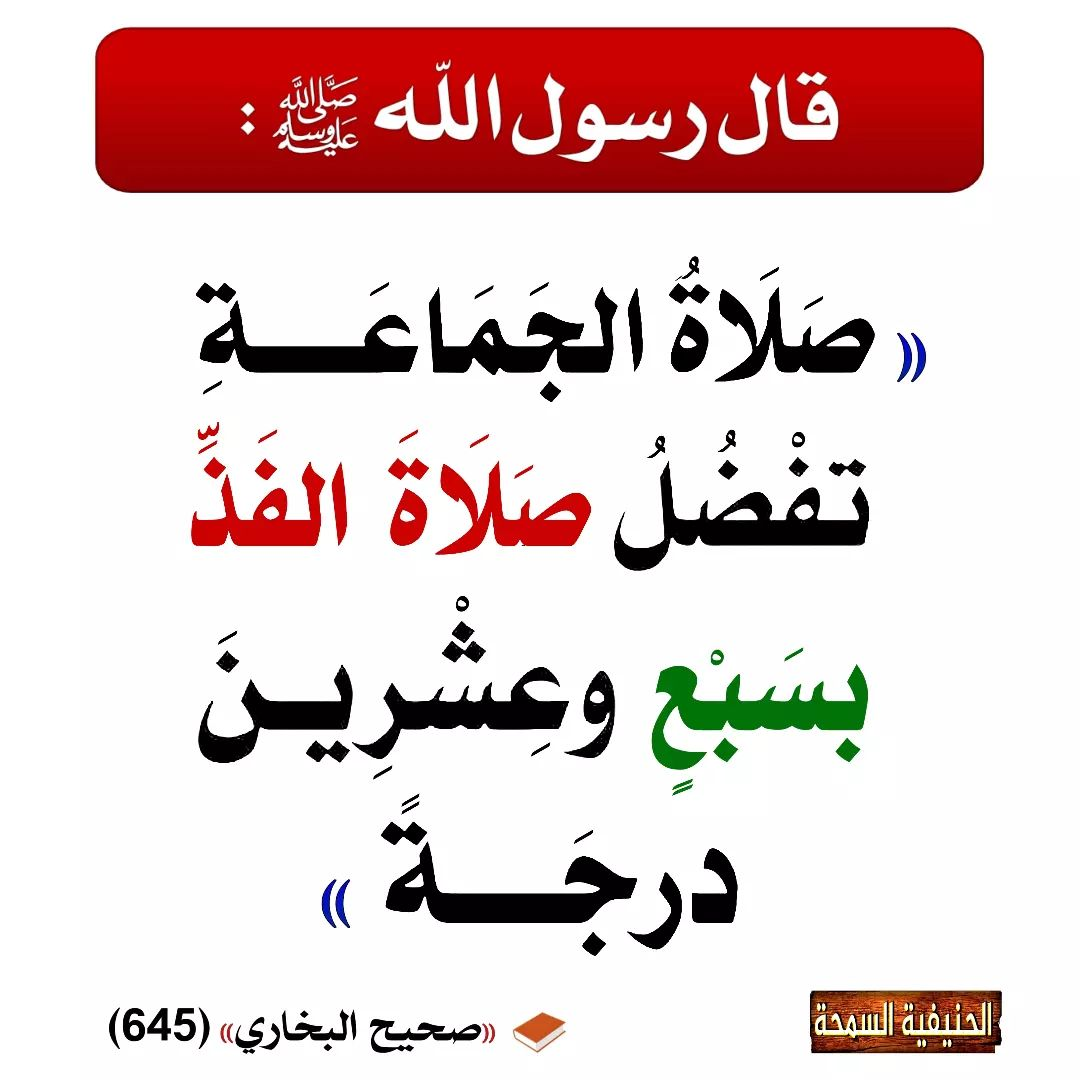 قال رسول الله ﷺ :
(( صَلَاةُ الجَمَاعَـــةِ
تَفْضُلُ صَلَاةَ الفَذِّ
بسَبْعٍ وعِشْرِيـنَ
درجَـــةً ))
((صحيح البخاري)) (645)
الحنيفية السمحة